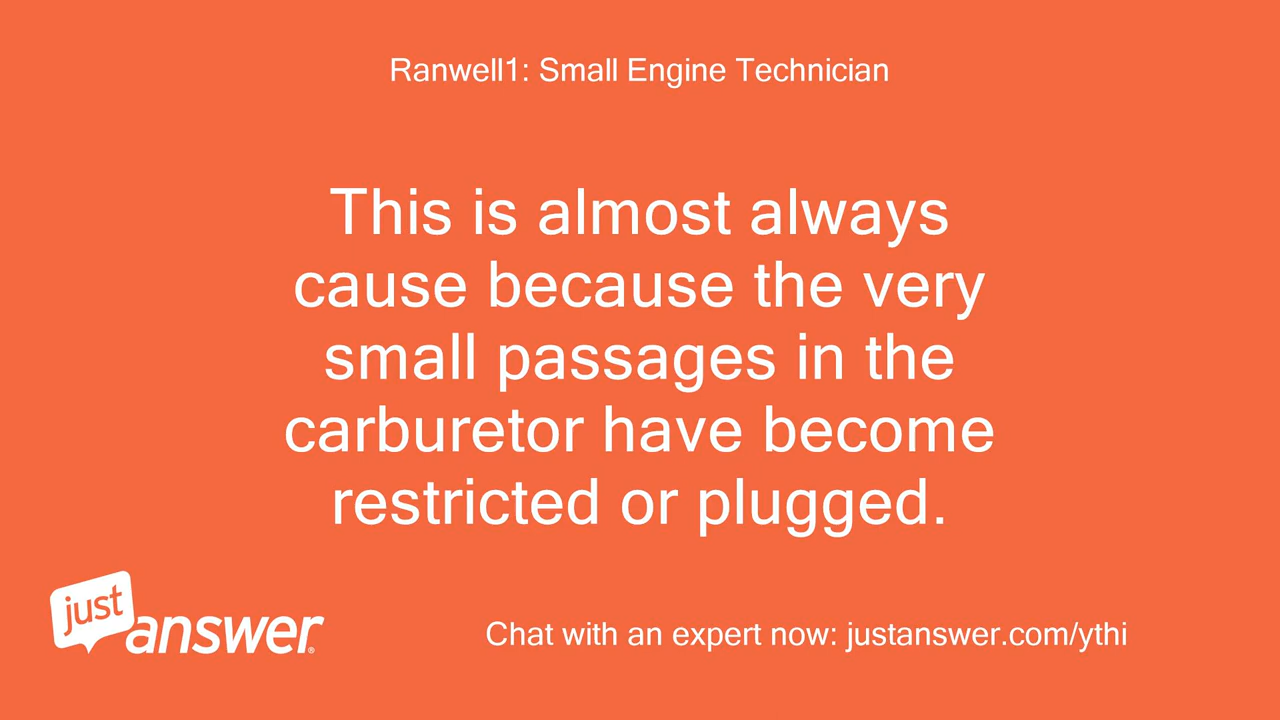 Ranwell1: Small Engine Technician
This is almost always
cause because the very
small passages in the
carburetor have become
restricted or plugged.
just
answer®
Chat with an expert now: justanswer.com/ythi